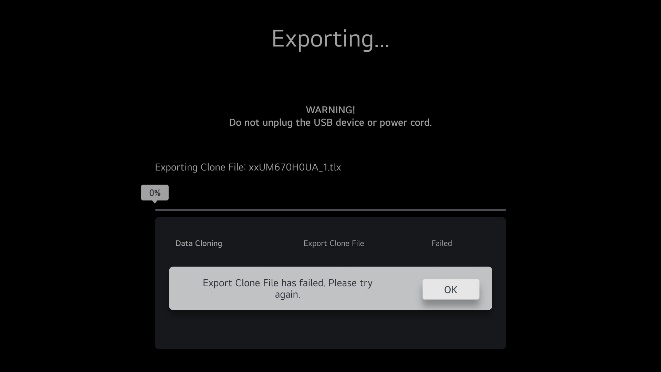 Exporting...
WARNING!
Do not unplug the USB device or power cord.
Exporting Clone File: xxUM670H0UA_1.tlx
0%
Data Cloning Export Clone File Failed
Export Clone File has failed. Please try
again.
OK